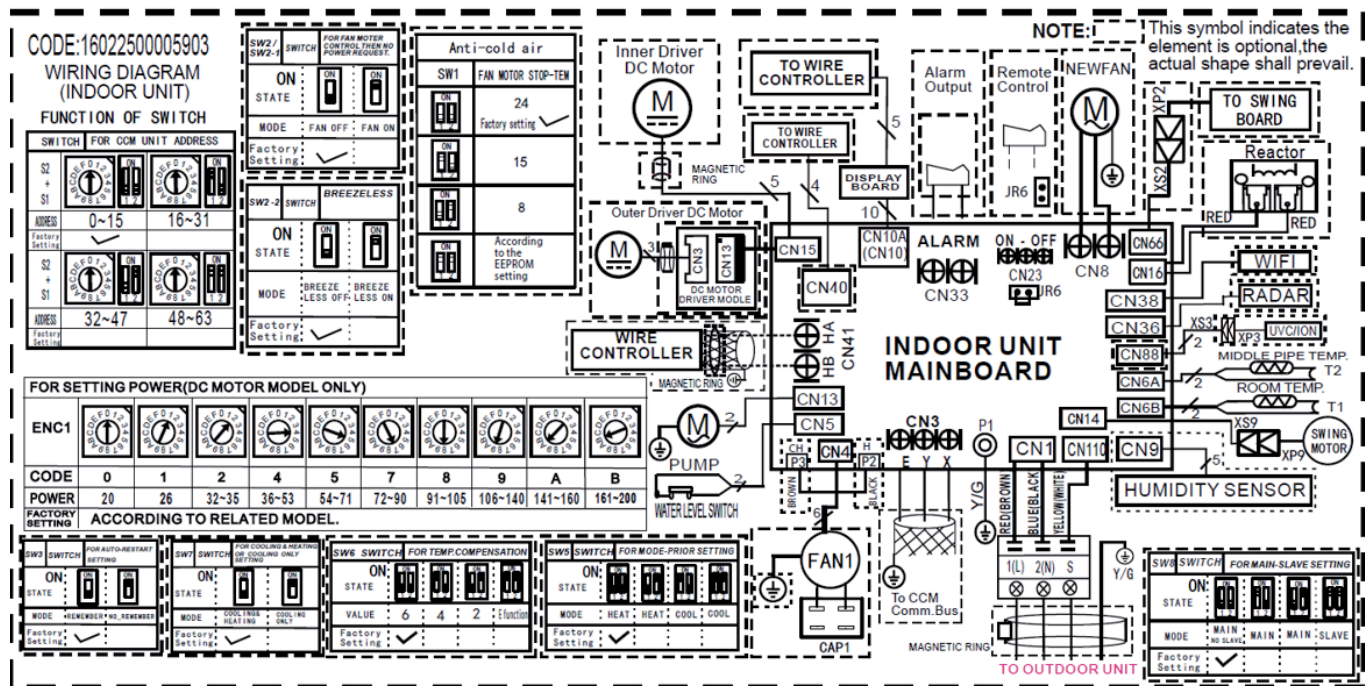 CODE:16022500005903
WIRING DIAGRAM
(INDOOR UNIT)
FUNCTION OF SWITCH
SWITCH FOR CCM UNIT ADDRESS
S2
+
S1
ADDRESS 0~15 16~31
Factory
Setting
S2
+
S1
ADDRESS 32~47 48~63
Factory
Setting
SW2/
SW2-1 SWITCH FOR FAN MOTER
CONTROL THEN NO
POWER REQUEST.
ON
STATE
MODE FAN OFF FAN ON
Factory
Setting
SW2-2 SWITCH BREEZELESS
ON
STATE
MODE BREEZE
LESS OFF BREEZE
LESS ON
Factory
Setting
Anti-cold air
SW1 FAN MOTOR STOP-TEM
24
Factory setting
15
8
According
to the
EEPROM
setting
Inner Driver
DC Motor
M
MAGNETIC
RING
5
TO WIRE
CONTROLLER
5
TO WIRE
CONTROLLER
4
DISPLAY
BOARD
10
Alarm
Output
Remote
Control
JR6
NEWFAN
M
NOTE: This symbol indicates the
element is optional,the
actual shape shall prevail.
XP2
XS2
TO SWING
BOARD
Reactor
RED RED
Outer Driver DC Motor
M
3
CN3
CN13
DC MOTOR
DRIVER MODLE
CN15
CN10A
(CN10)
ALARM
CN33
ON - OFF
CN23
JR6
CN8
CN66
CN16
CN40
CN38
WIFI
CN36
RADAR
WIRE
CONTROLLER
MAGNETIC RING
HA
HB
CN41
INDOOR UNIT
MAINBOARD
XS3
XP3
UVC/ION
CN88
2
MIDDLE PIPE TEMP.
CN6A
2
T2
ROOM TEMP.
CN6B
2
T1
CN13
CN5
M
2
PUMP
WATER LEVEL SWITCH
2
CN14
XS9
XP9
SWING
MOTOR
CH
P3
CN4
H
P2
BROWN
BLACK
6
CN3
E Y X
P1
Y/G
CN1
CN110
CN9
5
HUMIDITY SENSOR
FOR SETTING POWER(DC MOTOR MODEL ONLY)
ENC1
CODE 0 1 2 4 5 7 8 9 A B
POWER 20 26 32~35 36~53 54~71 72~90 91~105 106~140 141~160 161~200
FACTORY
SETTING ACCORDING TO RELATED MODEL.
RED(BROWN)
BLUE(BLACK)
YELLOW(WHITE)
1(L) 2(N) S
Y/G
FAN1
CAP1
To CCM
Comm.Bus
MAGNETIC RING
TO OUTDOOR UNIT
SW3 SWITCH FOR AUTO-RESTART
SETTING
ON
STATE
MODE REMEMBER NO_REMEMBER
Factory
Setting
SW7 SWITCH FOR COOLING & HEATING
OR COOLING ONLY
SETTING
ON
STATE
MODE COOLING&
HEATING COOLING
ONLY
Factory
Setting
SW6 SWITCH FOR TEMP.COMPENSATION
ON
STATE
VALUE 6 4 2 E function
Factory
Setting
SW5 SWITCH FOR MODE-PRIOR SETTING
ON
STATE
MODE HEAT HEAT COOL COOL
Factory
Setting
SW8 SWITCH FOR MAIN-SLAVE SETTING
ON
STATE
MODE MAIN
NO SLAVE MAIN MAIN SLAVE
Factory
Setting